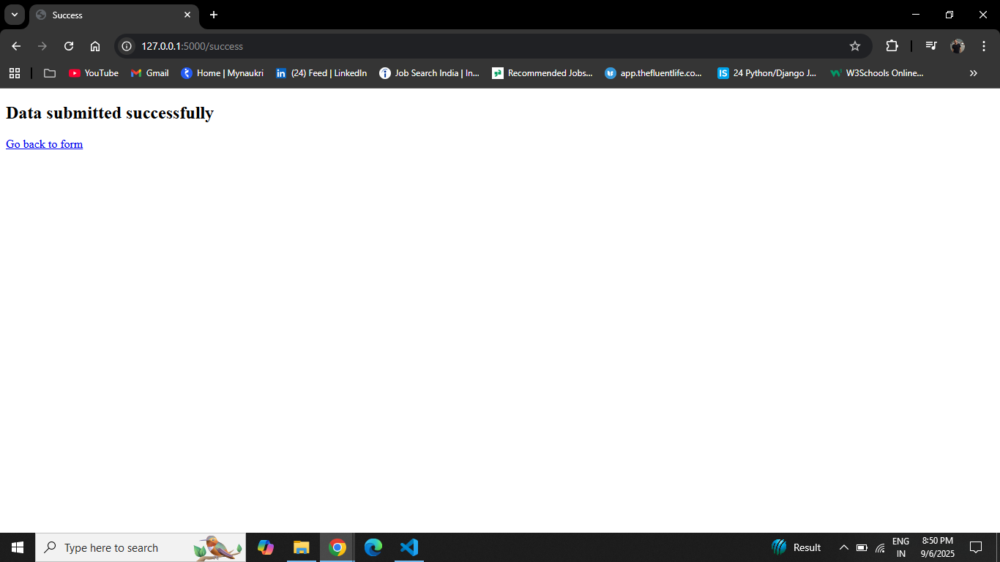 Success
127.0.0.1:5000/success
YouTube
Gmail
Home | Mynaukri
in
(24) Feed | LinkedIn
Job Search India | In...
Recommended Jobs...
app.thefluentlife.co...
IS
24 Python/Django J...
W3Schools Online...
Data submitted successfully
Go back to form
Type here to search
Result
ENG
IN
8:50 PM
9/6/2025